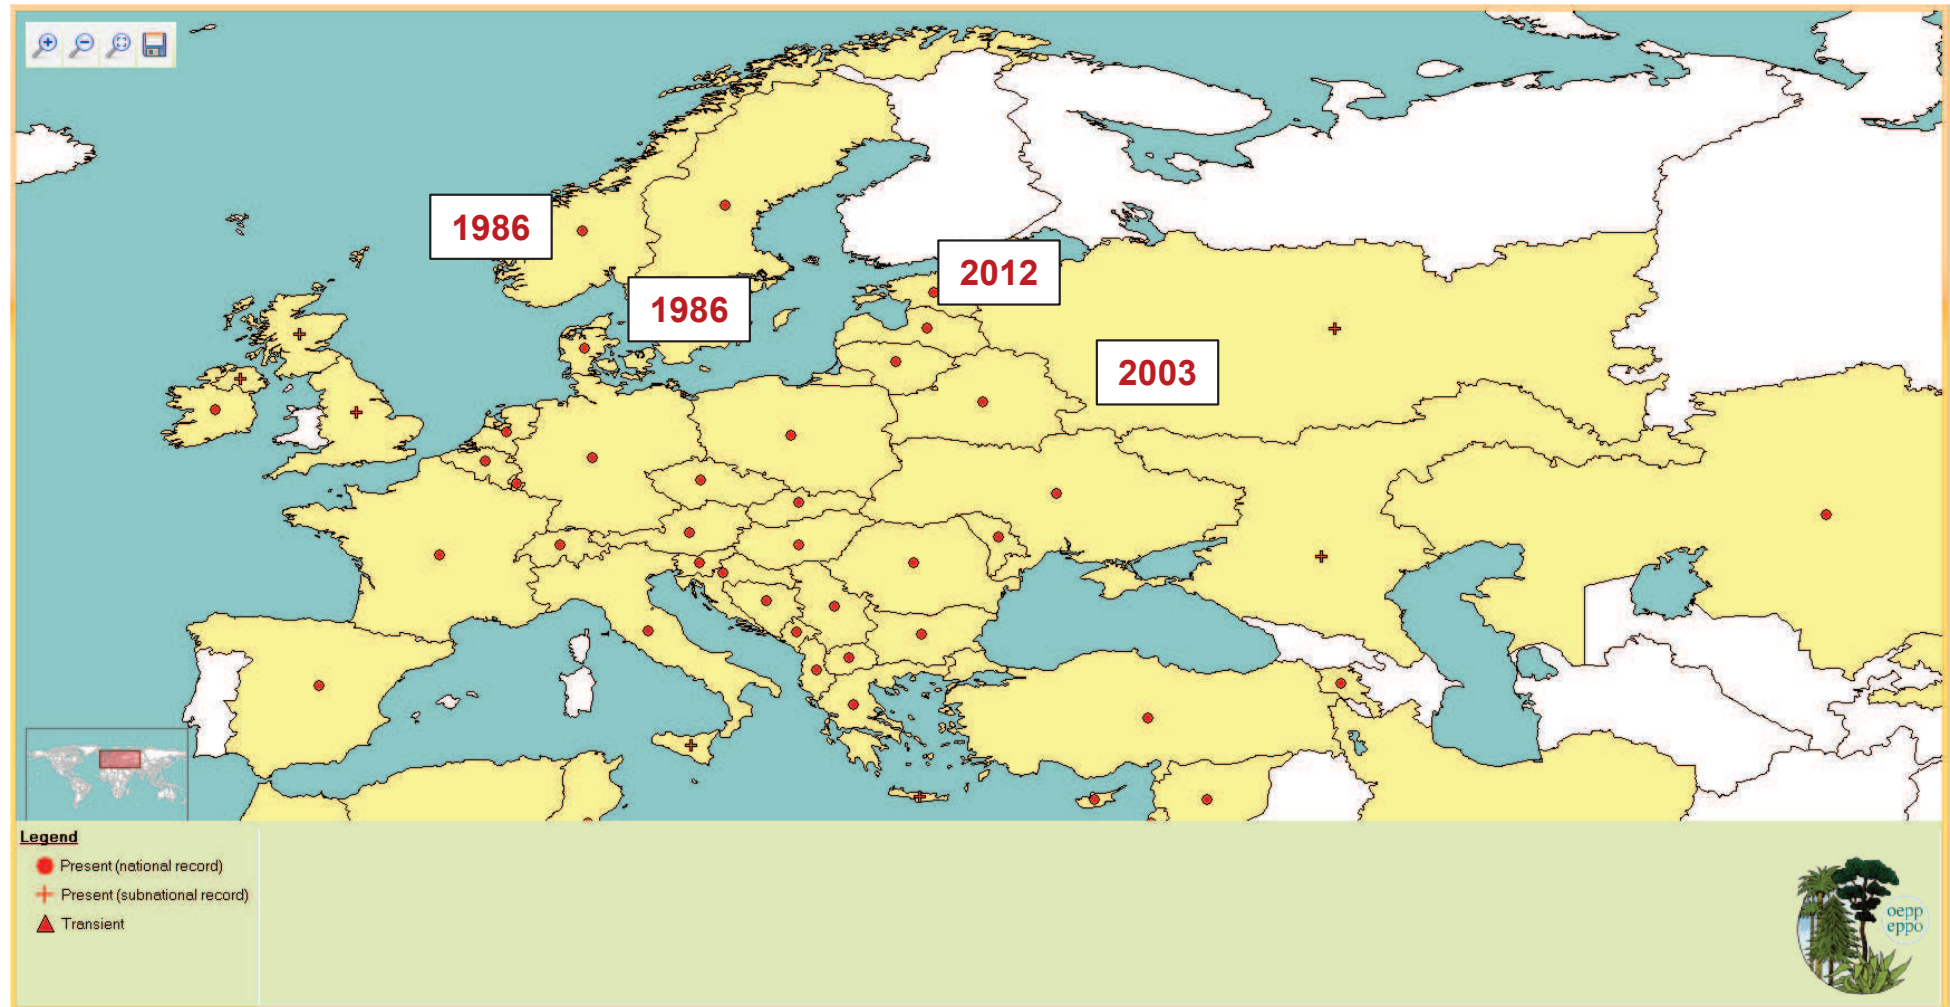 1986
2012
1986
2003
Legend
Present (national record)
Present (subnational record)
Transient
oepp
eppo